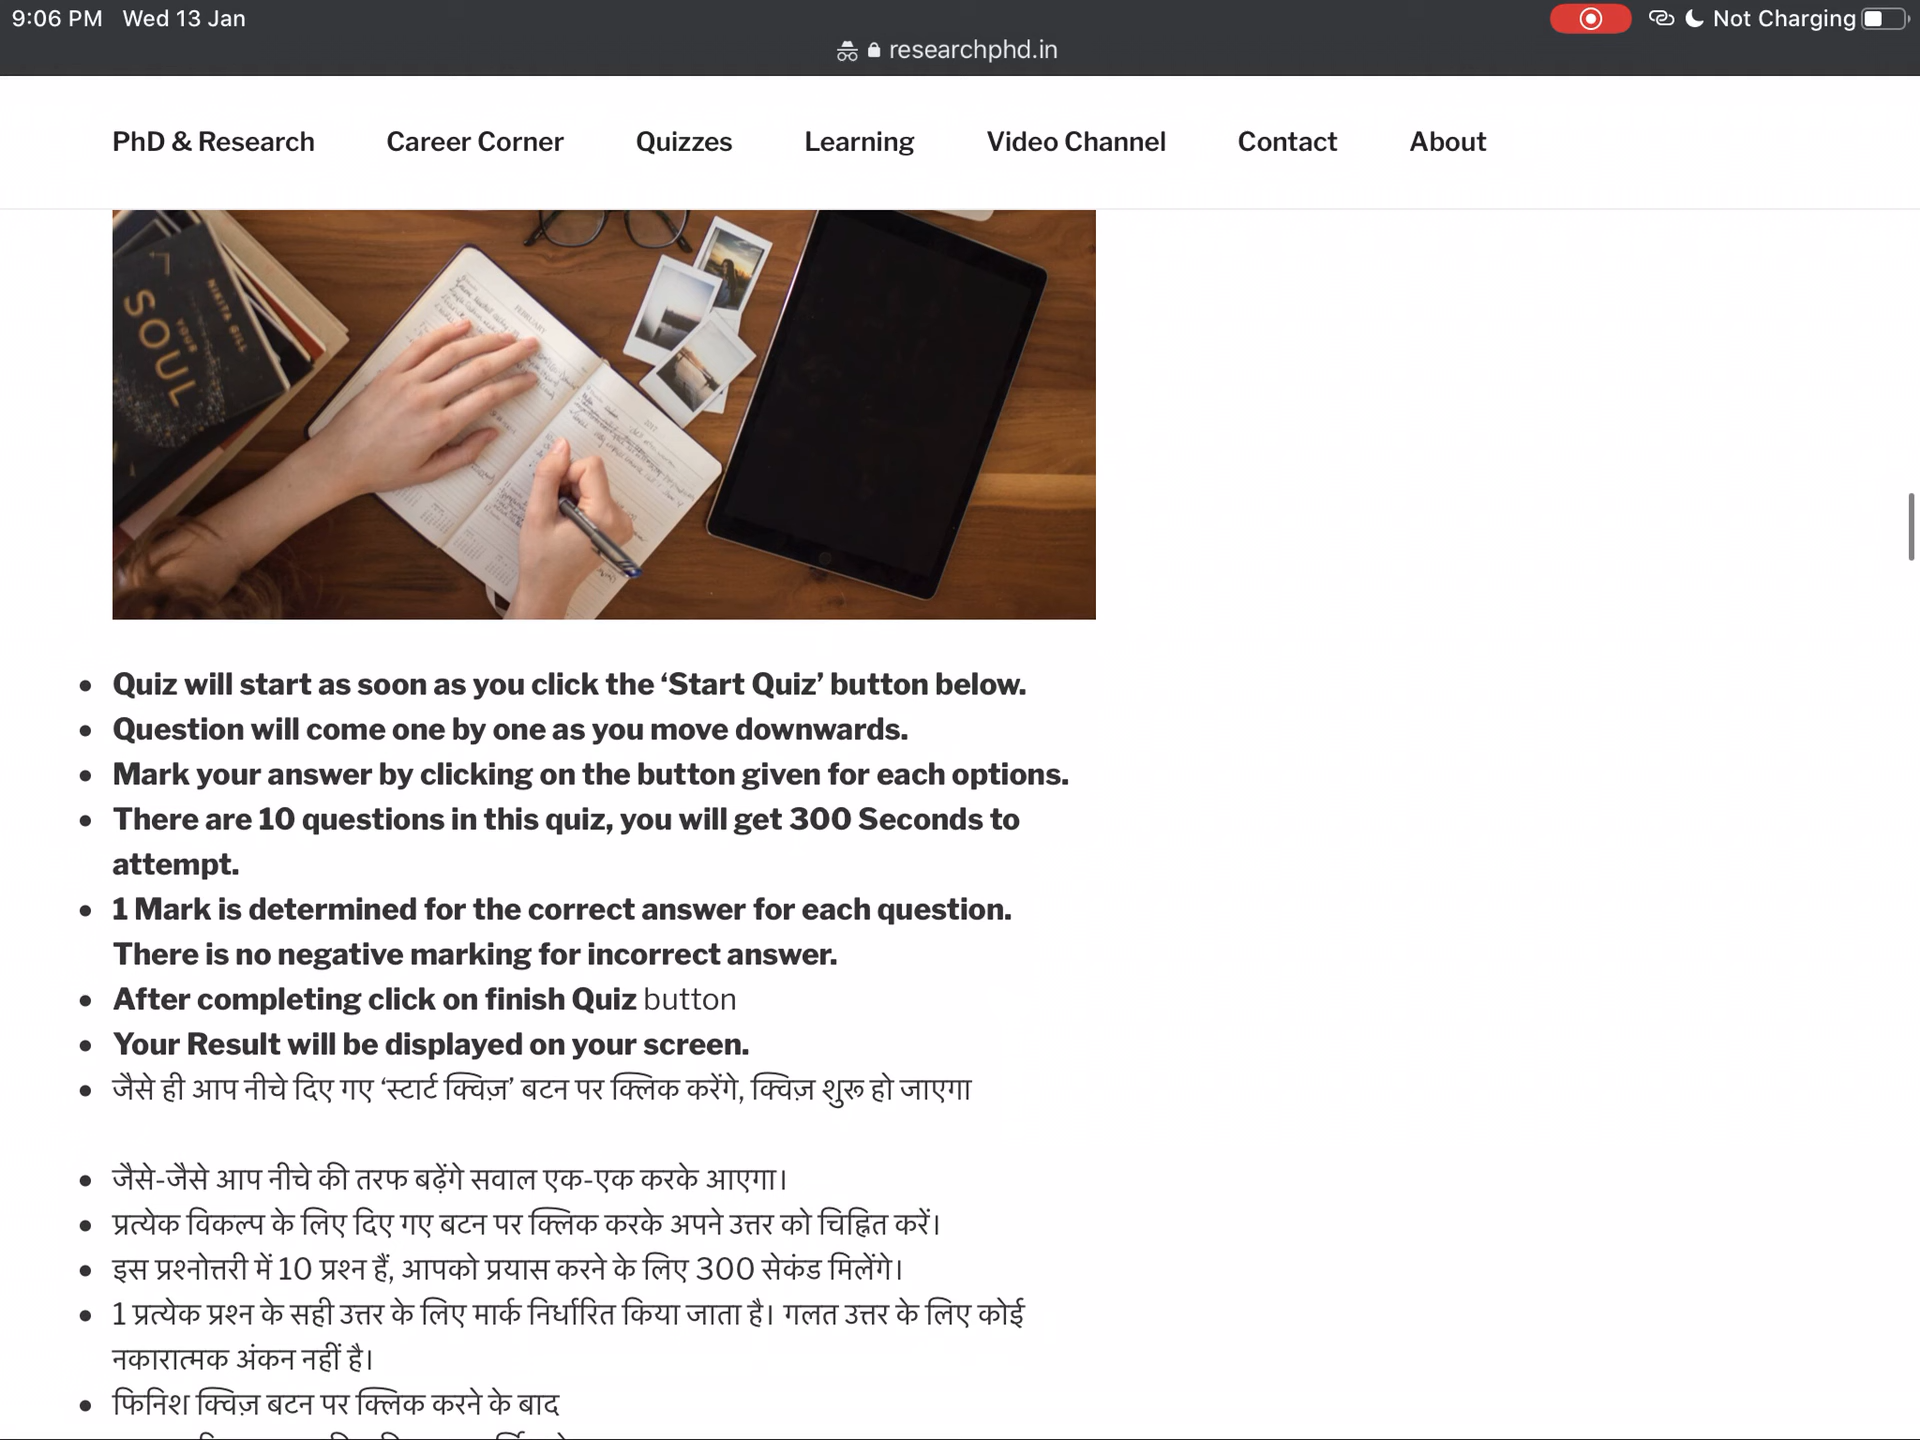 9:06 PM Wed 13 Jan
Not Charging
researchphd.in
PhD & Research Career Corner Quizzes Learning Video Channel Contact About
SOUL
YOUR
NIKITA GILL
FEBRUARY
Quiz will start as soon as you click the ‘Start Quiz’ button below.
Question will come one by one as you move downwards.
Mark your answer by clicking on the button given for each options.
There are 10 questions in this quiz, you will get 300 Seconds to
attempt.
1 Mark is determined for the correct answer for each question.
There is no negative marking for incorrect answer.
After completing click on finish Quiz button
Your Result will be displayed on your screen.
जैसे ही आप नीचे दिए गए ‘स्टार्ट क्विज़’ बटन पर क्लिक करेंगे, क्विज़ शुरू हो जाएगा
जैसे-जैसे आप नीचे की तरफ बढ़ेंगे सवाल एक-एक करके आएगा।
प्रत्येक विकल्प के लिए दिए गए बटन पर क्लिक करके अपने उत्तर को चिह्नित करें।
इस प्रश्नोत्तरी में 10 प्रश्न हैं, आपको प्रयास करने के लिए 300 सेकंड मिलेंगे।
1 प्रत्येक प्रश्न के सही उत्तर के लिए मार्क निर्धारित किया जाता है। गलत उत्तर के लिए कोई
नकारात्मक अंकन नहीं है।
फिनिश क्विज़ बटन पर क्लिक करने के बाद